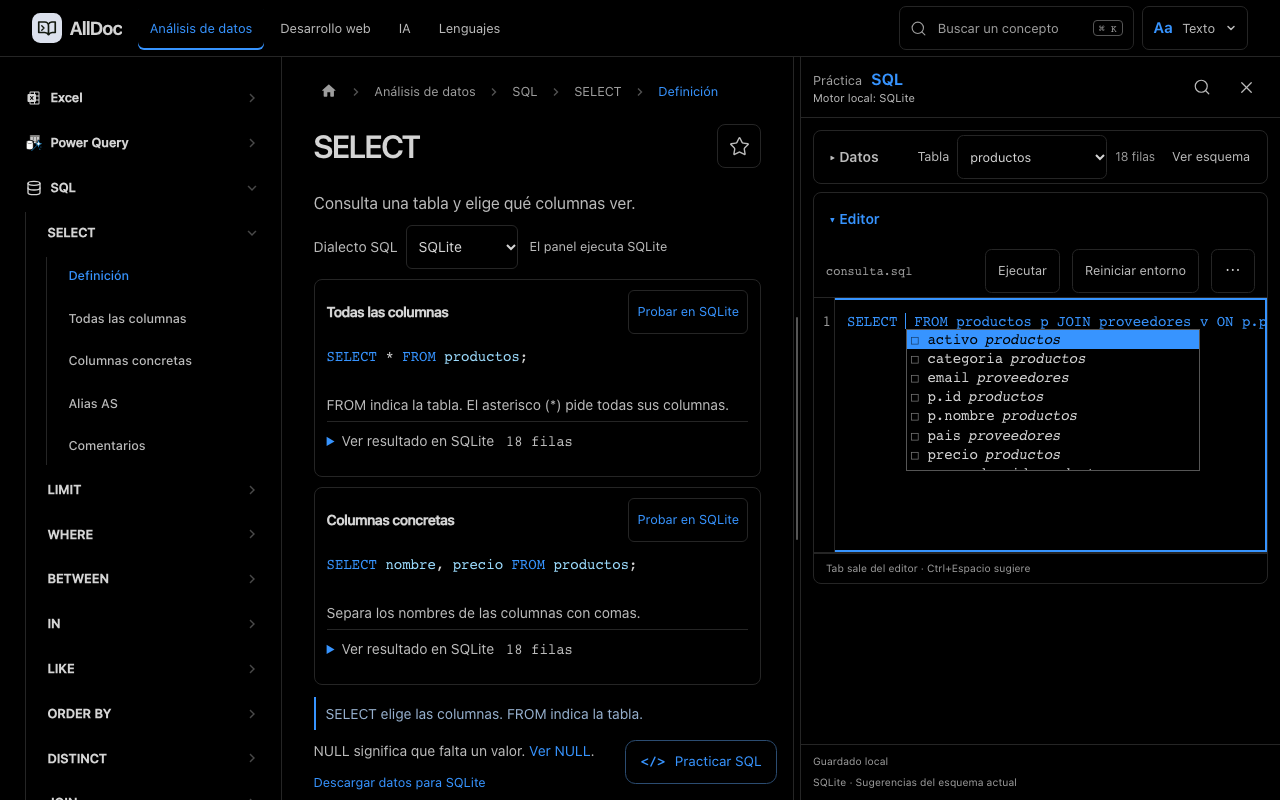 AllDoc
Análisis de datos
Desarrollo web
IA
Lenguajes
Buscar un concepto
⌘ K
Aa Texto
Excel
Power Query
SQL
SELECT
Definición
Todas las columnas
Columnas concretas
Alias AS
Comentarios
LIMIT
WHERE
BETWEEN
IN
LIKE
ORDER BY
DISTINCT
Análisis de datos
SQL
SELECT
Definición
SELECT
Consulta una tabla y elige qué columnas ver.
Dialecto SQL
SQLite
El panel ejecuta SQLite
Todas las columnas
Probar en SQLite
SELECT * FROM productos;
FROM indica la tabla. El asterisco (*) pide todas sus columnas.
Ver resultado en SQLite 18 filas
Columnas concretas
Probar en SQLite
SELECT nombre, precio FROM productos;
Separa los nombres de las columnas con comas.
Ver resultado en SQLite 18 filas
SELECT elige las columnas. FROM indica la tabla.
NULL significa que falta un valor. Ver NULL.
Descargar datos para SQLite
</> Practicar SQL
Práctica SQL
Motor local: SQLite
Datos
Tabla
productos
18 filas
Ver esquema
Editor
consulta.sql
Ejecutar
Reiniciar entorno
...
1 SELECT FROM productos p JOIN proveedores v ON p.p
activo productos
categoria productos
email proveedores
p.id productos
p.nombre productos
pais proveedores
precio productos
Tab sale del editor · Ctrl+Espacio sugiere
Guardado local
SQLite · Sugerencias del esquema actual